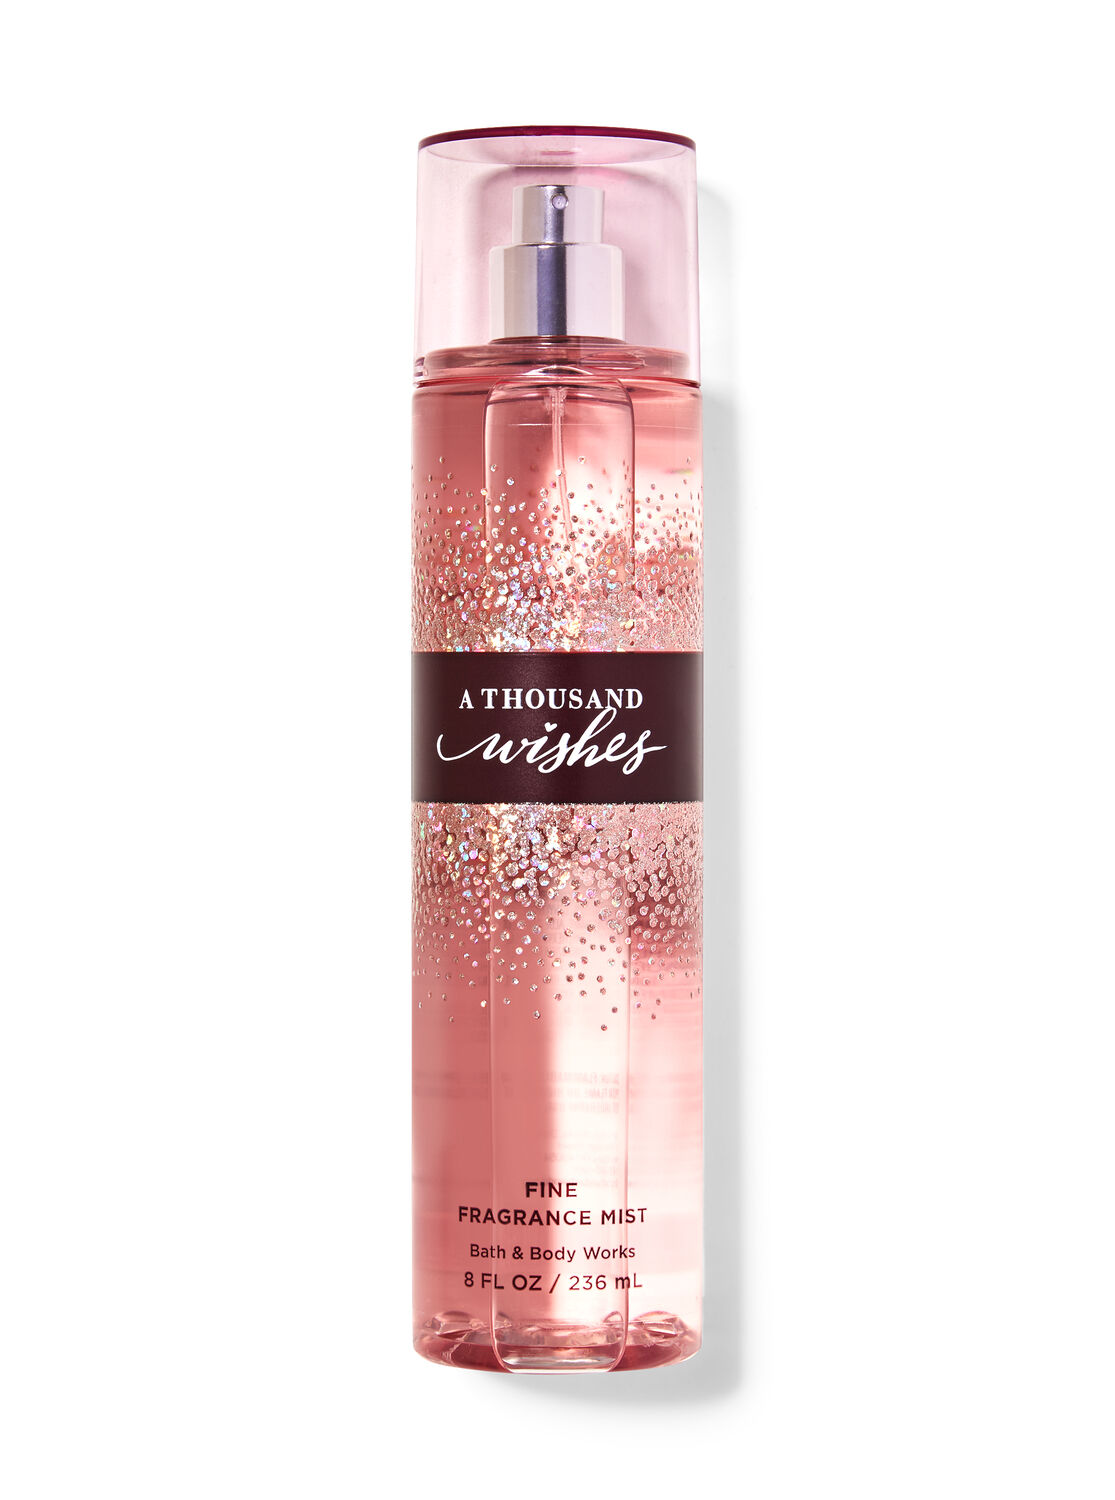 A THOUSAND
wishes
FINE
FRAGRANCE MIST
Bath & Body Works
8 FL OZ / 236 mL